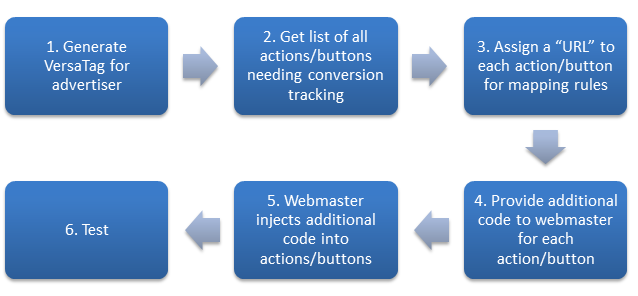 1. Generate
VersaTag for
advertiser
2. Get list of all
actions/buttons
needing conversion
tracking
3. Assign a “URL” to
each action/button
for mapping rules
4. Provide additional
code to webmaster
for each
action/button
5. Webmaster
injects additional
code into
actions/buttons
6. Test